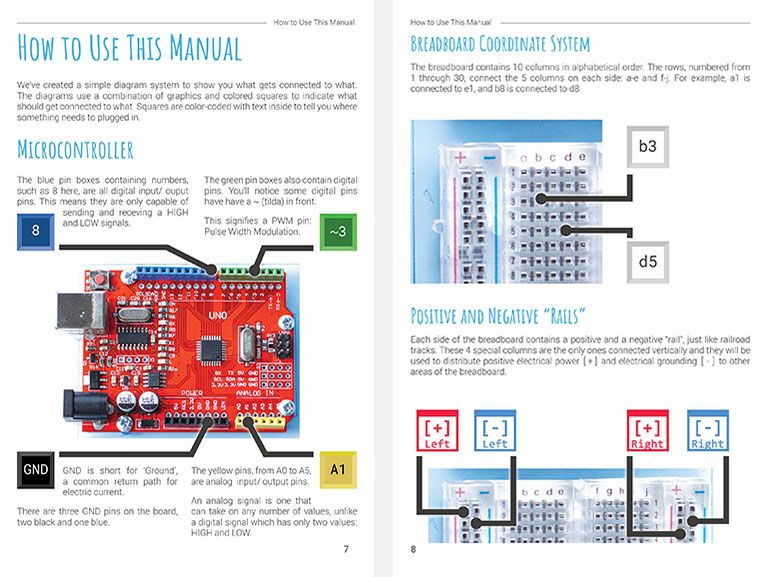 How to Use This Manual
How to Use This Manual
We've created a simple diagram system to show you what gets connected to what.
The diagrams use a combination of graphics and colored squares to indicate what
should get connected to what. Squares are color-coded with text inside to tell you where
something needs to plugged in.
Microcontroller
The blue pin boxes containing numbers,
such as 8 here, are all digital input/ ouput
pins. This means they are only capable of
sending and receving a HIGH
and LOW signals.
8
The green pin boxes also contain digital
pins. You'll notice some digital pins
have have a ~ (tilda) in front.
This signifies a PWM pin:
Pulse Width Modulation.
~3
UNO
POWER
ANALOG IN
GND
GND is short for 'Ground',
a common return path for
electric current.
There are three GND pins on the board,
two black and one blue.
The yellow pins, from A0 to A5,
are analog input/ output pins.
A1
An analog signal is one that
can take on any number of values, unlike
a digital signal which has only two values:
HIGH and LOW.
7
How to Use This Manual
Breadboard Coordinate System
The breadboard contains 10 columns in alphabetical order. The rows, numbered from
1 through 30, connect the 5 columns on each side: a-e and f-j. For example, a1 is
connected to e1, and b8 is connected to d8.
+ - a b c d e
b3
d5
Positive and Negative "Rails"
Each side of the breadboard contains a positive and a negative "rail", just like railroad
tracks. These 4 special columns are the only ones connected vertically and they will be
used to distribute positive electrical power [+] and electrical grounding [-] to other
areas of the breadboard.
[+] [-] [+] [-]
Left Left Right Right
8